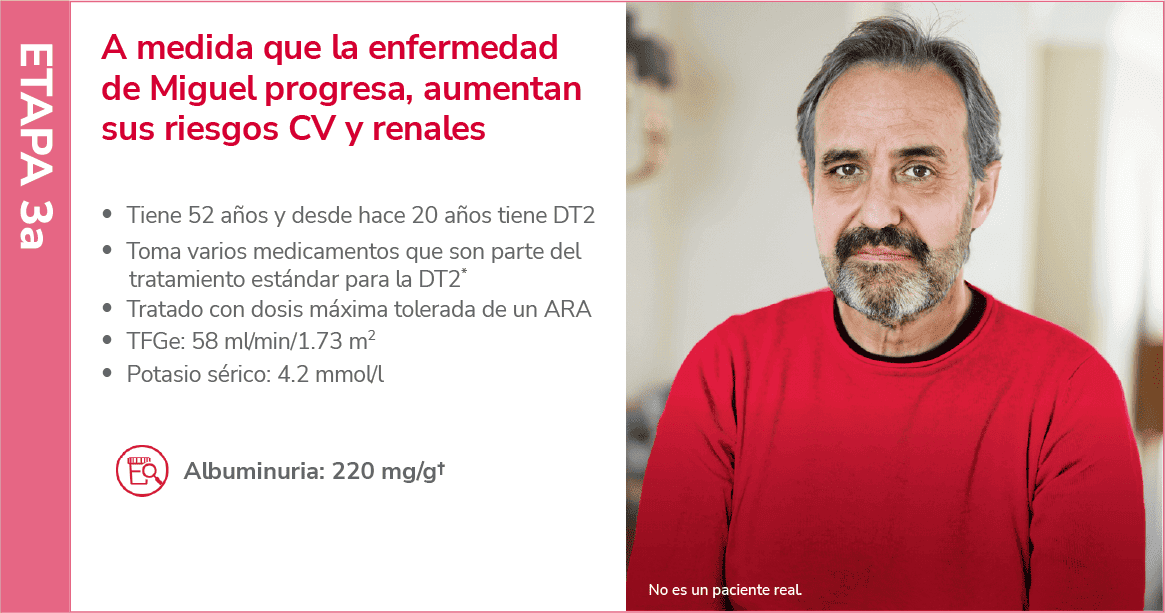 ETAPA 3a
A medida que la enfermedad
de Miguel progresa, aumentan
sus riesgos CV y renales
• Tiene 52 años y desde hace 20 años tiene DT2
• Toma varios medicamentos que son parte del
tratamiento estándar para la DT2*
• Tratado con dosis máxima tolerada de un ARA
• TFGe: 58 ml/min/1.73 m²
• Potasio sérico: 4.2 mmol/l
Albuminuria: 220 mg/g†
No es un paciente real.